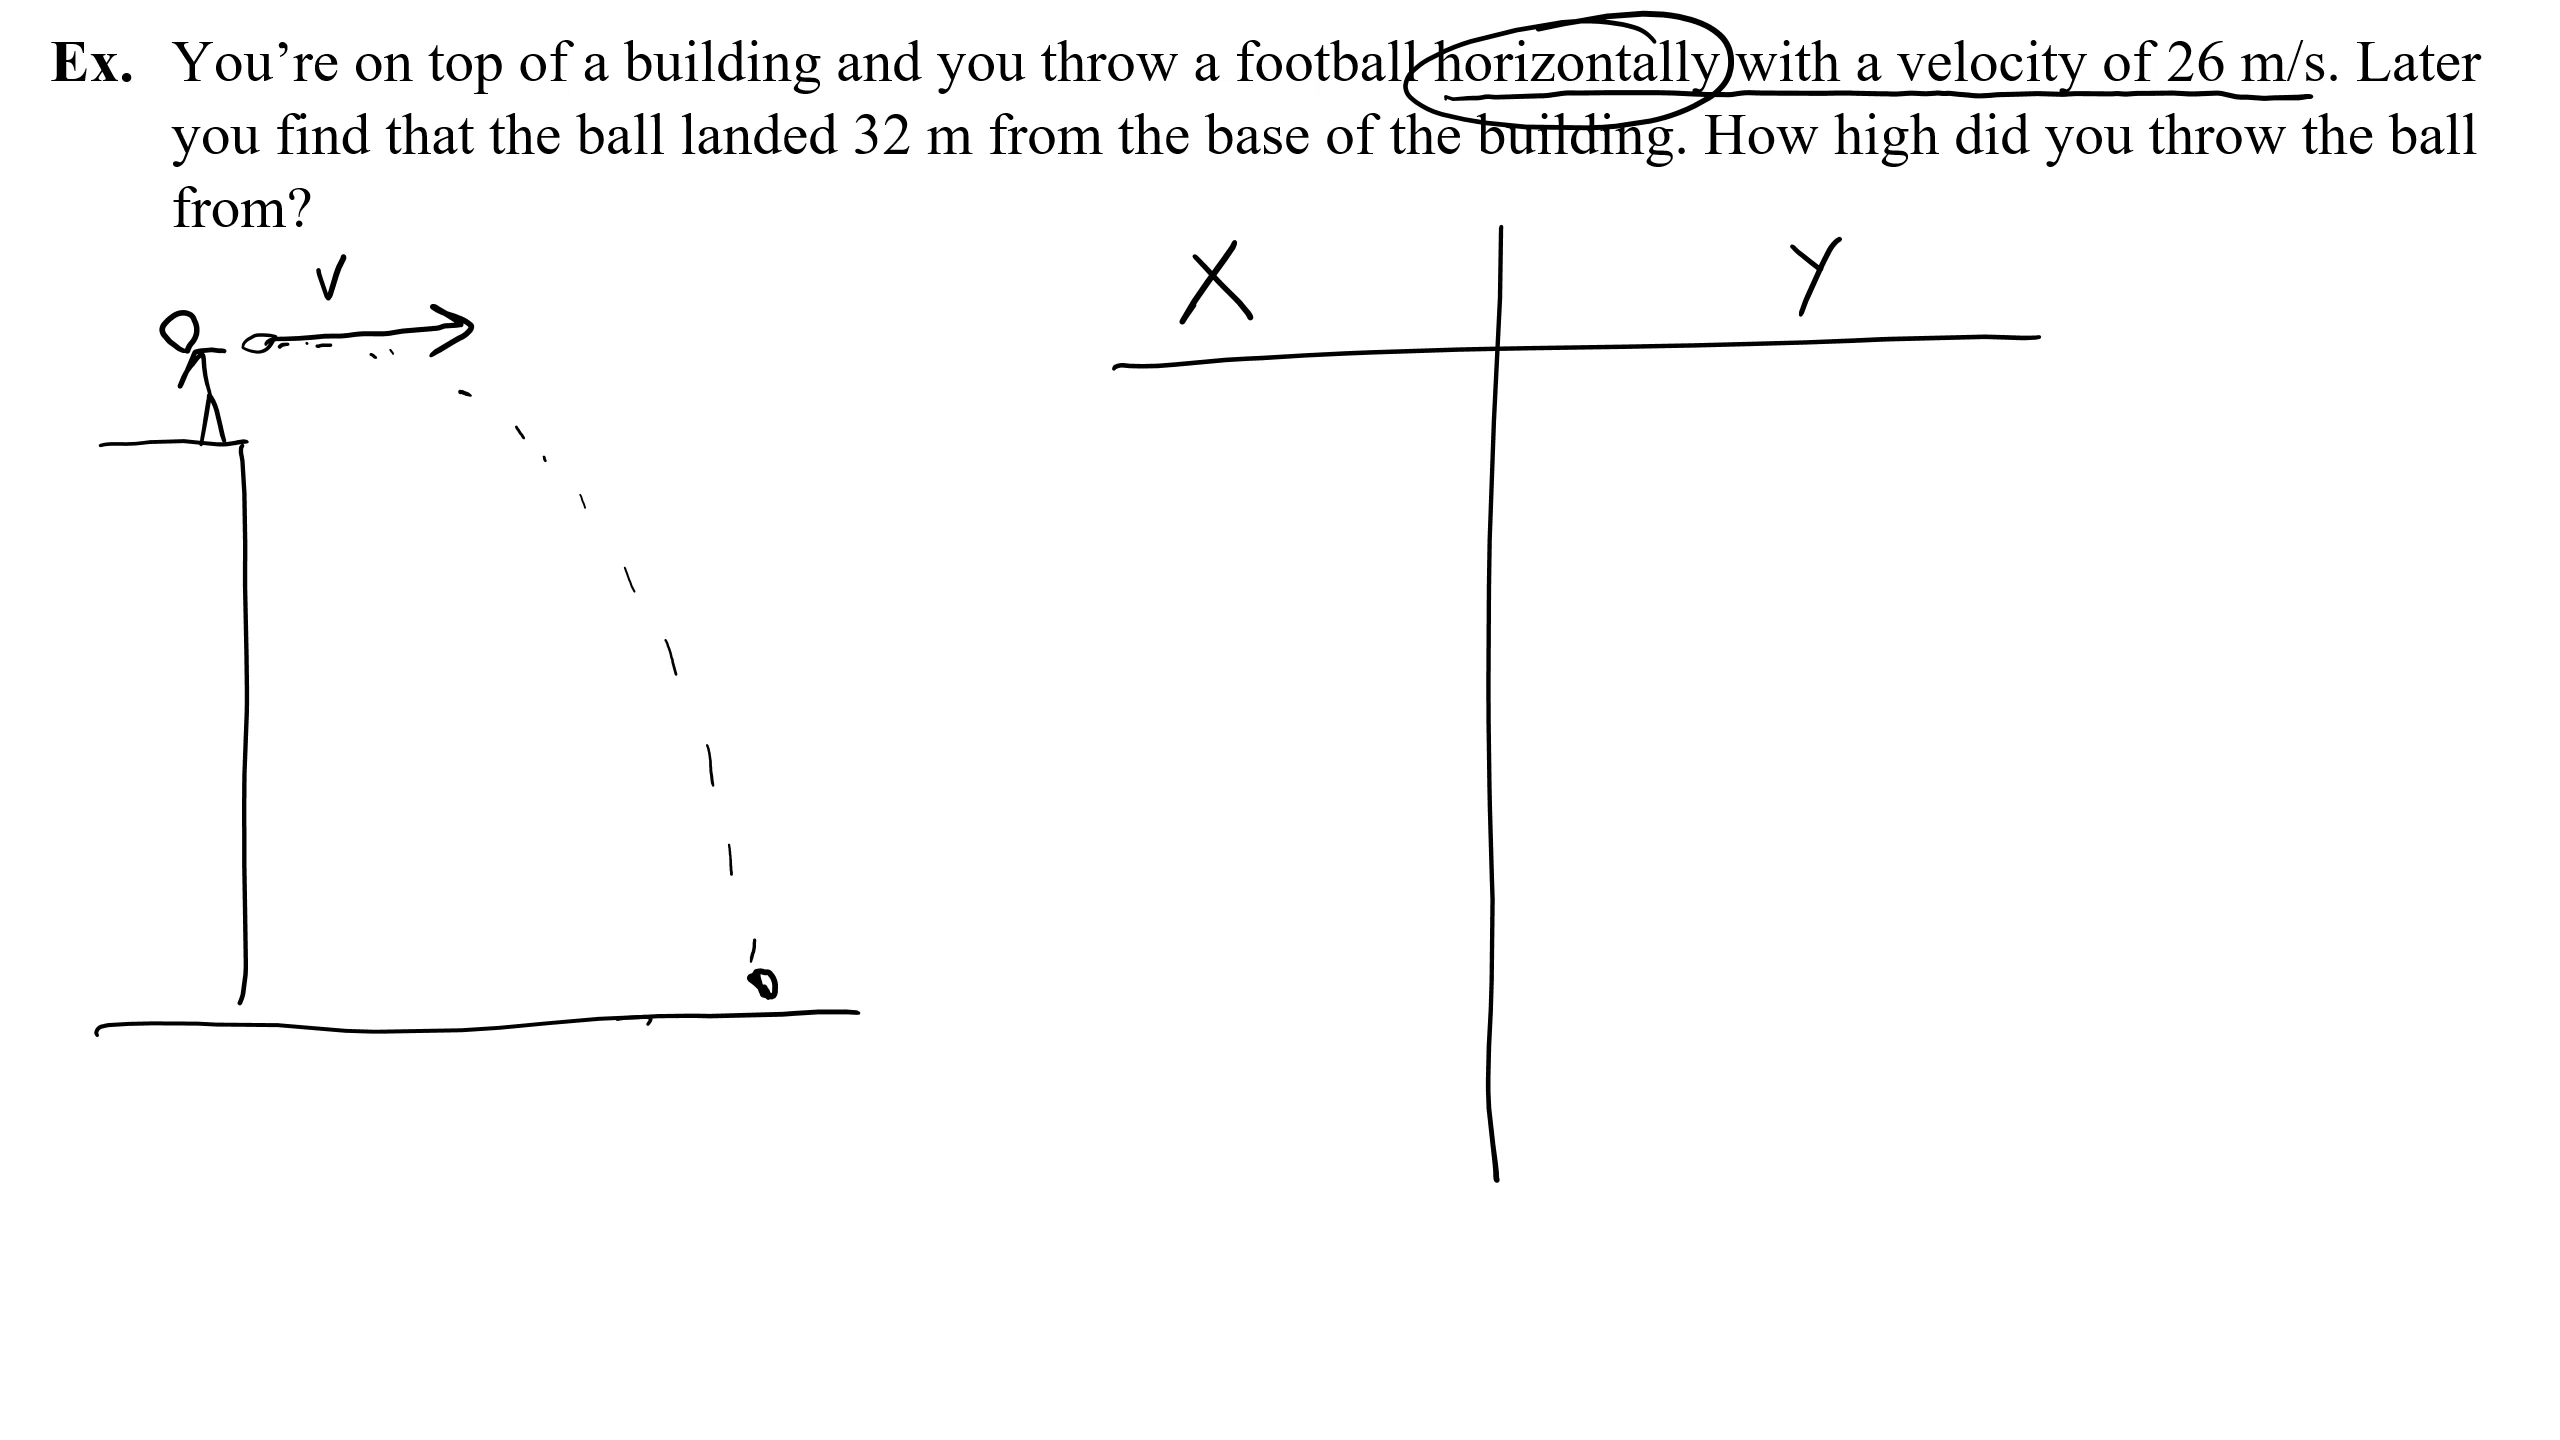 Ex. You’re on top of a building and you throw a football horizontally with a velocity of 26 m/s. Later
you find that the ball landed 32 m from the base of the building. How high did you throw the ball
from?
V
X Y